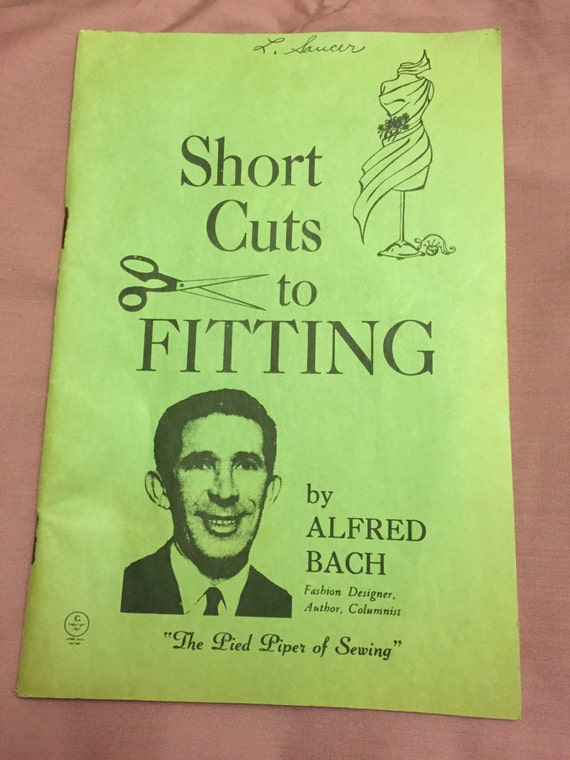 L. Saucer
Short
Cuts
to
FITTING
by
ALFRED
BACH
Fashion Designer,
Author, Columnist
"The Pied Piper of Sewing"